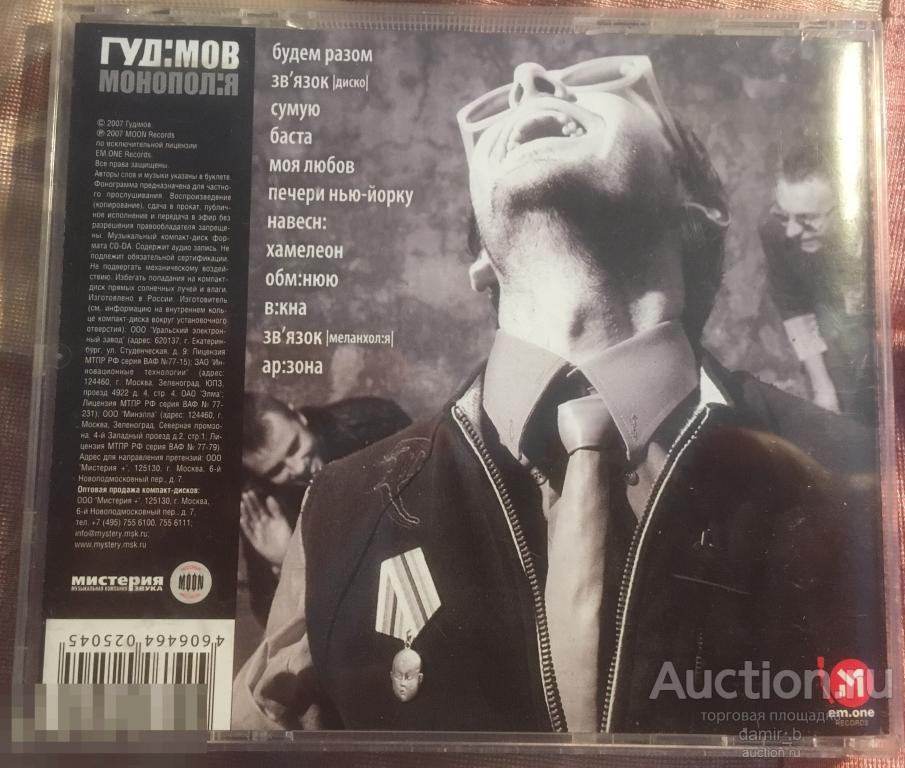 ГУД:МОВ
МОНОПОЛ:Я
© 2007 Гудімов
℗ 2007 MOON Records
по исключительной лицензии
EM ONE Records.
Все права защищены.
Авторы слов и музыки указаны в буклете.
Фонограмма предназначена для частно-
го прослушивания. Воспроизведение
(копирование), сдача в прокат, публич-
ное исполнение и передача в эфир без
разрешения правообладателя запреще-
ны. Музыкальный компакт-диск фор-
мата CD-DA. Содержит аудио запись. Не
подлежит обязательной сертификации.
Не подвергать механическому воздей-
ствию. Избегать попадания на компакт-
диск прямых солнечных лучей и влаги.
Изготовлено в России. Изготовитель
(см. информацию на внутреннем коль-
це компакт-диска вокруг установочного
отверстия): ООО "Уральский электрон-
ный завод" (адрес: 620137, г. Екатерин-
бург, ул. Студенческая, д. 9; Лицензия
МТПР РФ серия ВАФ №77-15); ЗАО "Ин-
новационные технологии" (адрес:
124460, г. Москва, Зеленоград, ЮПЗ,
проезд 4922 д. 4, стр. 4, ОАО "Элма";
Лицензия МТПР РФ серия ВАФ № 77-
231); ООО "Минэлла" (адрес: 124460, г.
Москва, Зеленоград, Северная промзо-
на, 4-й Западный проезд д.2, стр.1; Ли-
цензия МТПР РФ серия ВАФ № 77-79)
Адрес для направления претензий: ООО
"Мистерия +", 125130, г. Москва, 6-й
Новоподмосковный пер., д. 7.
Оптовая продажа компакт-дисков:
ООО "Мистерия +", 125130, г. Москва,
6-й Новоподмосковный пер., д. 7,
тел. +7 (495) 755 6100, 755 6111;
info@mystery.msk.ru;
www.mystery.msk.ru
мистерия
МУЗЫКАЛЬНАЯ КОМПАНИЯ ЗВУКА
MOON
4 606464 025045
будем разом
зв'язок |диско|
сумую
баста
моя любов
печери нью-йорку
навесн:
хамелеон
обм:нюю
в:кна
зв'язок |меланхол:я|
ар:зона
em.one
RECORDS
Auction.ru
торговая площадка
damir_b
auction.ru